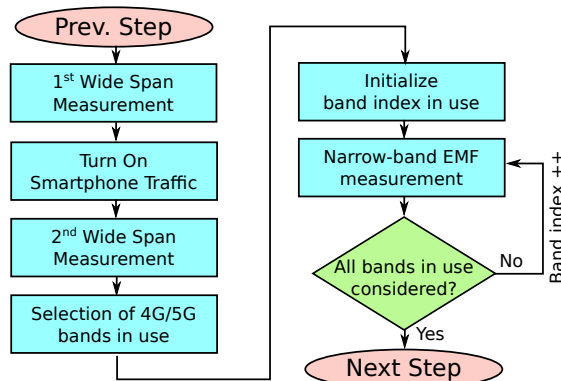 Prev. Step
1st Wide Span
Measurement
Turn On
Smartphone Traffic
2nd Wide Span
Measurement
Selection of 4G/5G
bands in use
Initialize
band index in use
Narrow-band EMF
measurement
All bands in use
considered?
No
Band index ++
Yes
Next Step